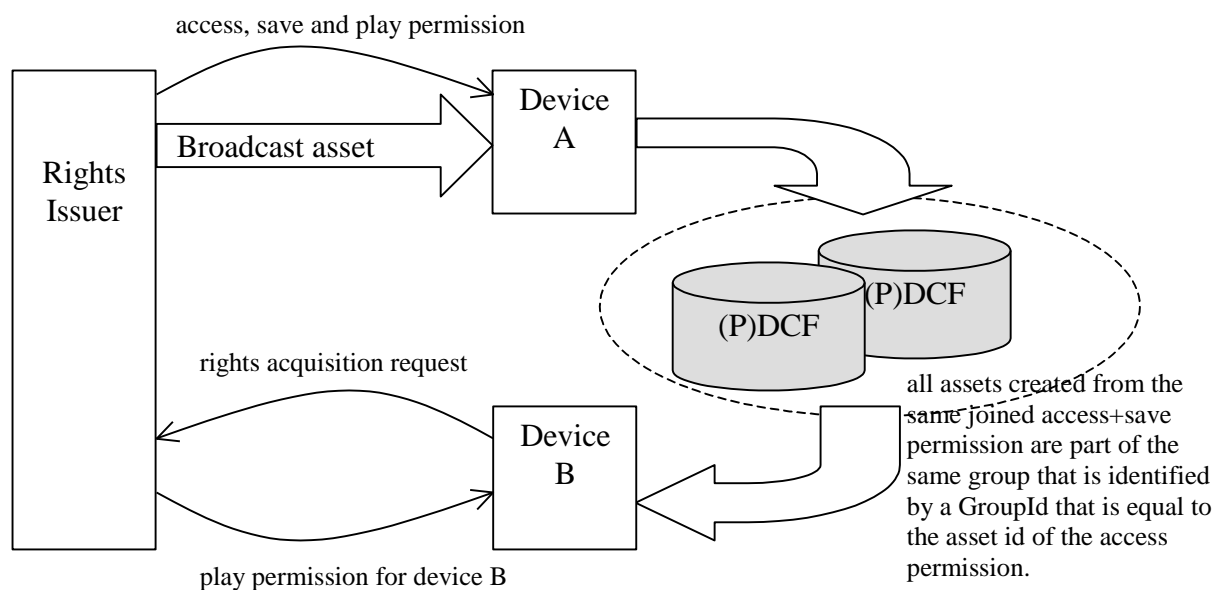 access, save and play permission
Rights
Issuer
Broadcast asset
Device
A
(P)DCF
(P)DCF
rights acquisition request
Device
B
play permission for device B
all assets created from the
same joined access+save
permission are part of the
same group that is identified
by a GroupId that is equal to
the asset id of the access
permission.